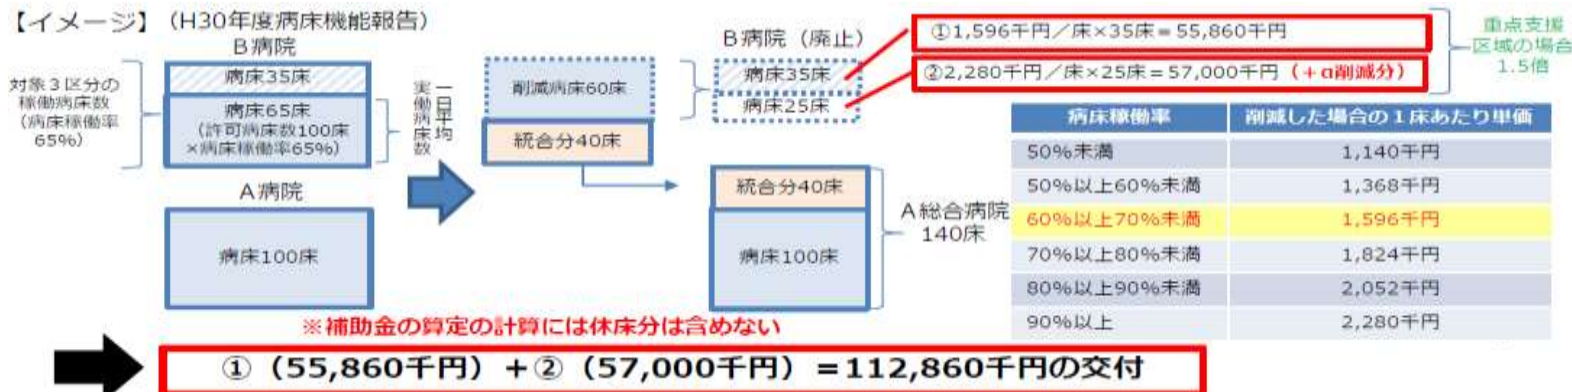 【イメージ】（H30年度病床機能報告）
B病院
対象３区分の
稼働病床数
（病床稼働率
65%）
病床35床
病床65床
（許可病床数100床
×病床稼働率65%）
一日平均
実働病床数
A病院
病床100床
削減病床60床
統合分40床
B病院（廃止）
病床35床
病床25床
統合分40床
病床100床
A総合病院
140床
①1,596千円／床×35床＝55,860千円
②2,280千円／床×25床＝57,000千円（＋α削減分）
重点支援
区域の場合
1.5倍
病床稼働率 削減した場合の１床あたり単価
50%未満 1,140千円
50%以上60%未満 1,368千円
60%以上70%未満 1,596千円
70%以上80%未満 1,824千円
80%以上90%未満 2,052千円
90%以上 2,280千円
※補助金の算定の計算には休床分は含めない
①（55,860千円）＋②（57,000千円）＝112,860千円の交付